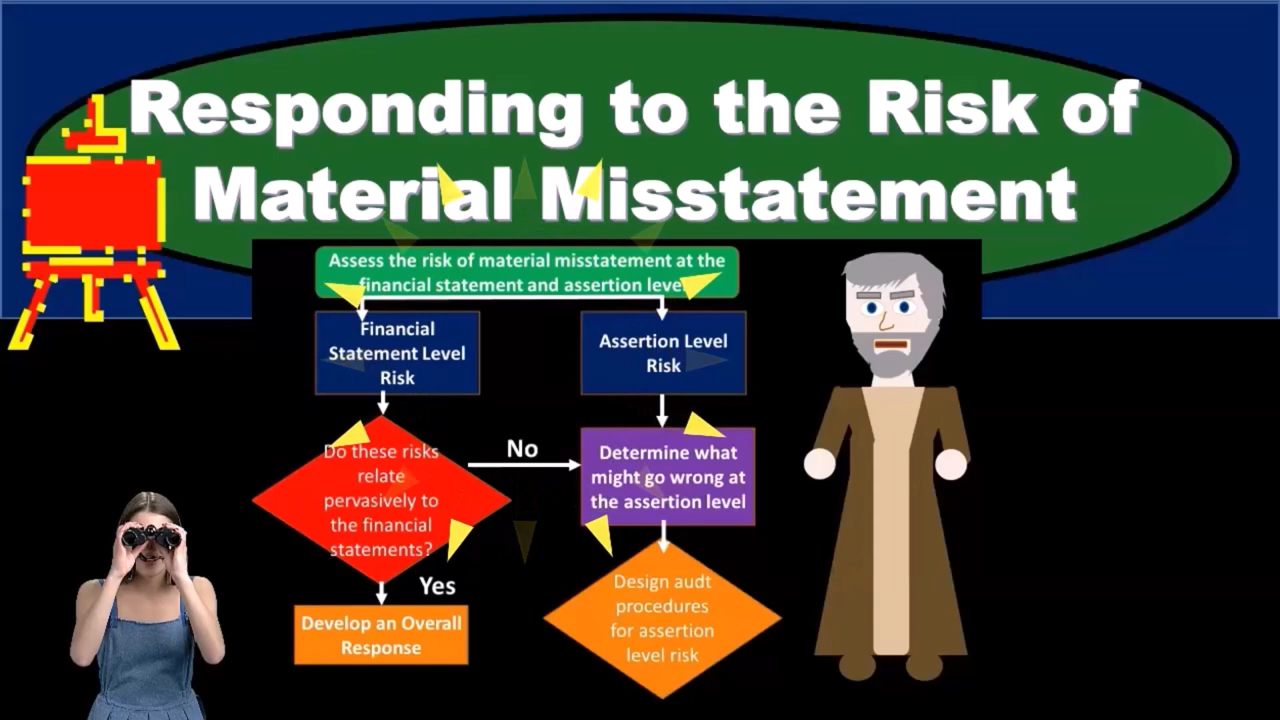 Responding to the Risk of
Material Misstatement
Assess the risk of material misstatement at the
financial statement and assertion level
Financial
Statement Level
Risk
Assertion Level
Risk
Do these risks
relate
pervasively to
the financial
statements?
No
Determine what
might go wrong at
the assertion level
Yes
Develop an Overall
Response
Design audt
procedures
for assertion
level risk